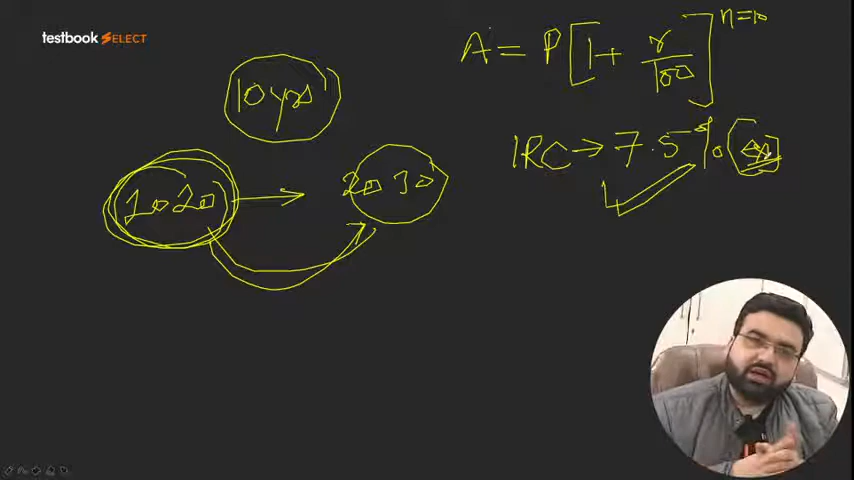 testbook SELECT
A = P[1 + r/100]^n=10
10 yrs
IRC → 7.5%
2020 → 2030